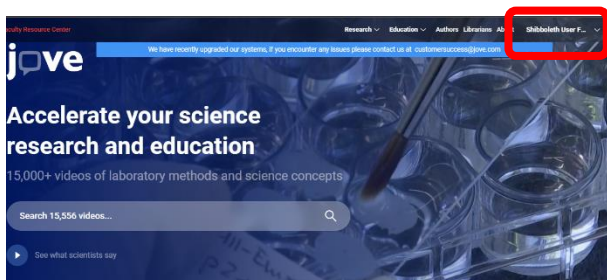 aculty Resource Center
Research Education Authors Librarians Ab t Shibboleth User F...
We have recently upgraded our systems, if you encounter any issues please contact us at customersuccess@jove.com
jove
Accelerate your science
research and education
15,000+ videos of laboratory methods and science concepts
Search 15,556 videos...
See what scientists say